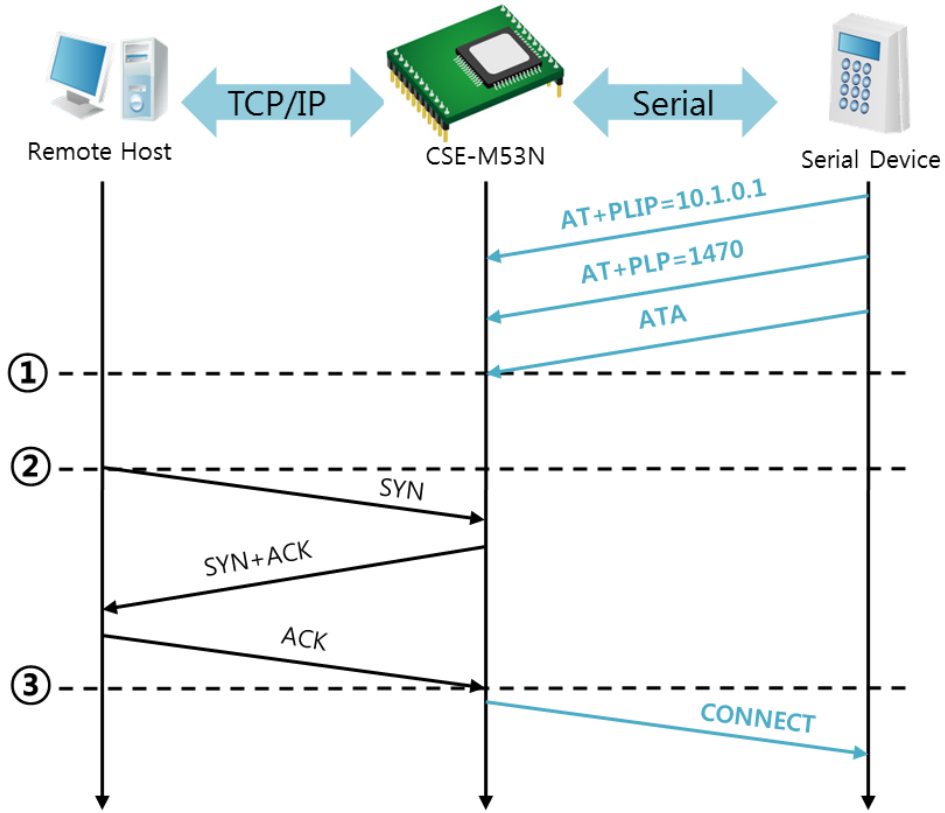 TCP/IP
Serial
Remote Host
CSE-M53N
Serial Device
AT+PLIP=10.1.0.1
AT+PLP=1470
ATA
①
②
SYN
SYN+ACK
ACK
③
CONNECT